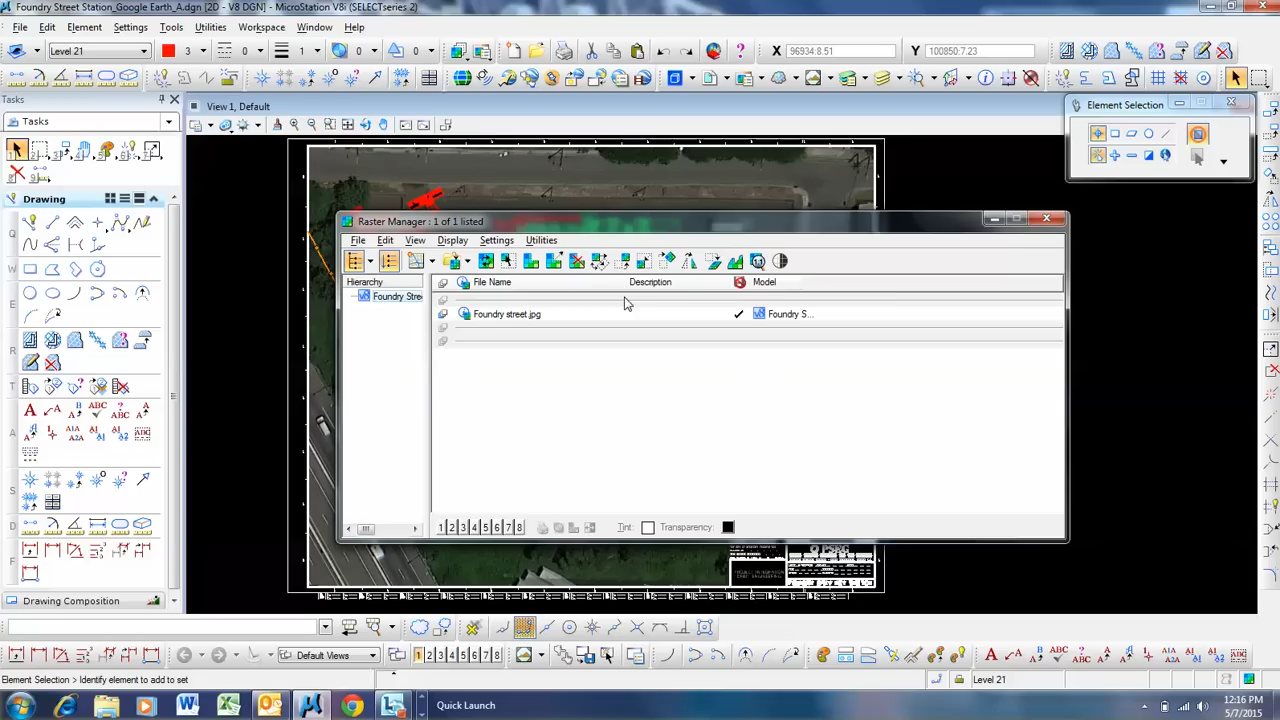 Foundry Street Station_Google Earth_A.dgn [2D - V8 DGN] - MicroStation V8i (SELECTseries 2)
File Element Settings Tools Utilities Workspace Window Help
Level 21 3 0 1 0 0 X 96934:8.51 Y 100850:7.23
Tasks
View 1, Default
Element Selection
Tasks
Drawing
Raster Manager : 1 of 1 listed
File Edit View Display Settings Utilities
Hierarchy File Name Description Model
Foundry Stre
Foundry street.jpg Foundry S...
1 2 3 4 5 6 7 8 Tint: Transparency:
Q
W
E
R
T
A
S
D
F
PSEG
Drawing Composition
Default Views 1 2 3 4 5 6 7 8
Element Selection > Identify element to add to set Level 21
Quick Launch
12:16 PM
5/7/2015